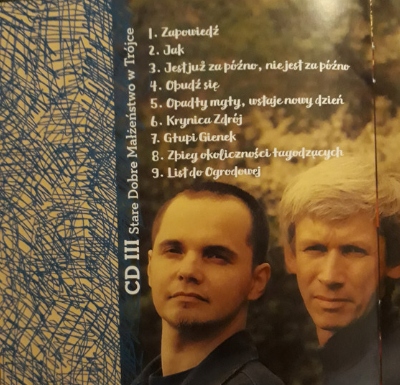 1. Zapowiedź
2. Jak
3. Jest już za późno, nie jest za późno
4. Obudź się
5. Opadły mgły, wstaje nowy dzień
6. Krynica Zdrój
7. Głupi Gienek
8. Zbieg okoliczności łagodzących
9. List do Ogrodowej
CD III Stare Dobre Małżeństwo w Trójce